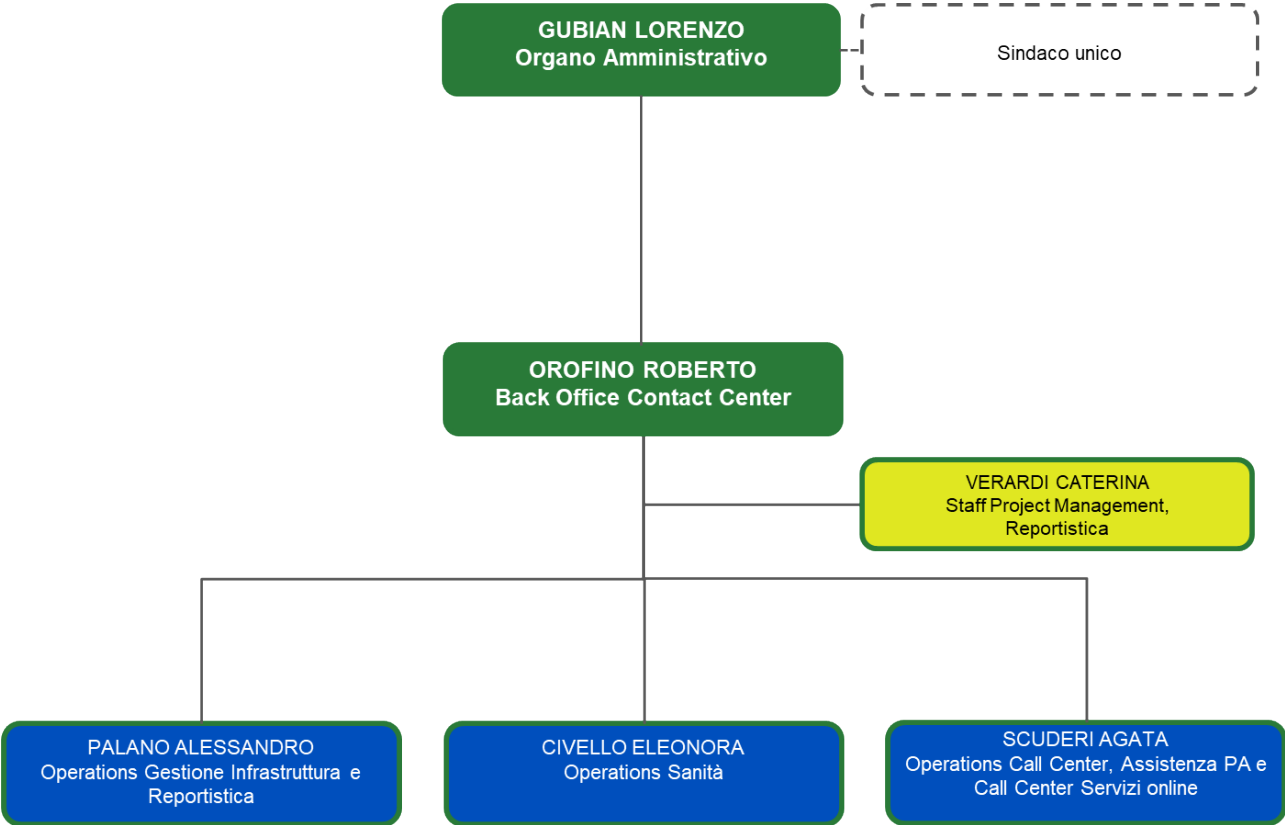 GUBIAN LORENZO
Organo Amministrativo
Sindaco unico
OROFINO ROBERTO
Back Office Contact Center
VERARDI CATERINA
Staff Project Management,
Reportistica
PALANO ALESSANDRO
Operations Gestione Infrastruttura e
Reportistica
CIVELLO ELEONORA
Operations Sanità
SCUDERI AGATA
Operations Call Center, Assistenza PA e
Call Center Servizi online